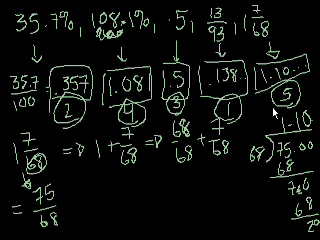 35.7%, 108.1%, .5, 13/93, 1 7/68
35.7/100 = .357 1.08 .5 .138.. 1.10..
2 4 3 1 5
1 7/68 => 1 + 7/68 => 68/68 + 7/68
= 75/68
1.10
68 75.00
68
70
68
20